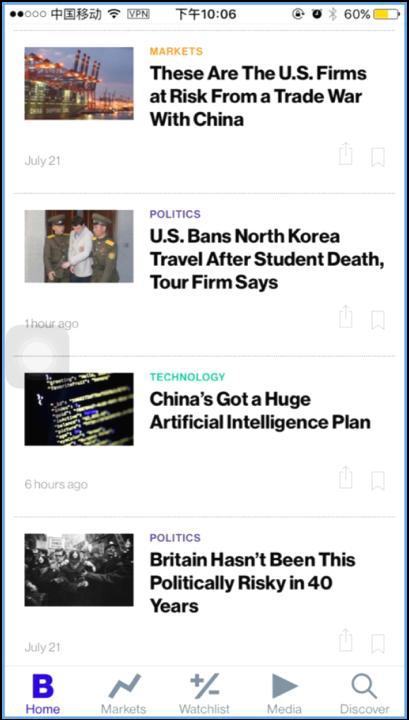 中国移动 VPN 下午10:06 60%
MARKETS
These Are The U.S. Firms
at Risk From a Trade War
With China
July 21
POLITICS
U.S. Bans North Korea
Travel After Student Death,
Tour Firm Says
1 hour ago
TECHNOLOGY
China's Got a Huge
Artificial Intelligence Plan
6 hours ago
POLITICS
Britain Hasn't Been This
Politically Risky in 40
Years
July 21
B
Home Markets Watchlist Media Discover